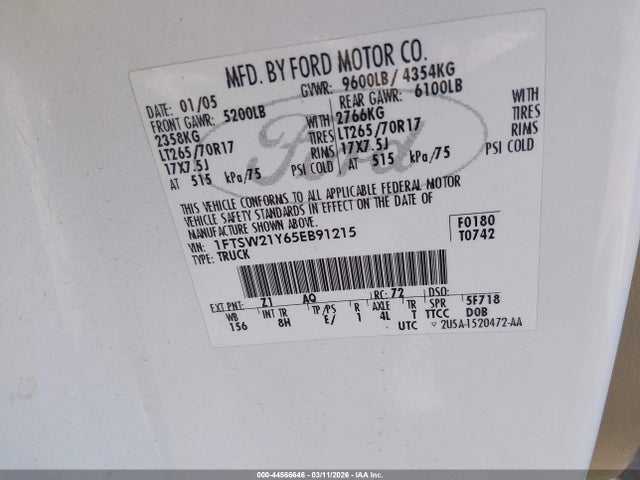 MFD. BY FORD MOTOR CO.
DATE: 01/05 GVWR: 9600LB / 4354KG
FRONT GAWR: 5200LB REAR GAWR: 6100LB
2358KG WITH 2766KG WITH
LT265/70R17 TIRES LT265/70R17 TIRES
17X7.5J RIMS 17X7.5J RIMS
AT 515 kPa/75 PSI COLD AT 515 kPa/75 PSI COLD
Ford
THIS VEHICLE CONFORMS TO ALL APPLICABLE FEDERAL MOTOR
VEHICLE SAFETY STANDARDS IN EFFECT ON THE DATE OF
MANUFACTURE SHOWN ABOVE.
VIN: 1FTSW21Y65EB91215 F0180
TYPE: TRUCK T0742
EXT PNT: Z1 AQ RC: 72 DSO:
WB INT TR TP/PS R AXLE TR SPR 5F718
156 8H E/ 1 4L T TTCC DOB
UTC ▽ 2U5A-1520472-AA
000-44566646 - 03/11/2026 - IAA Inc.